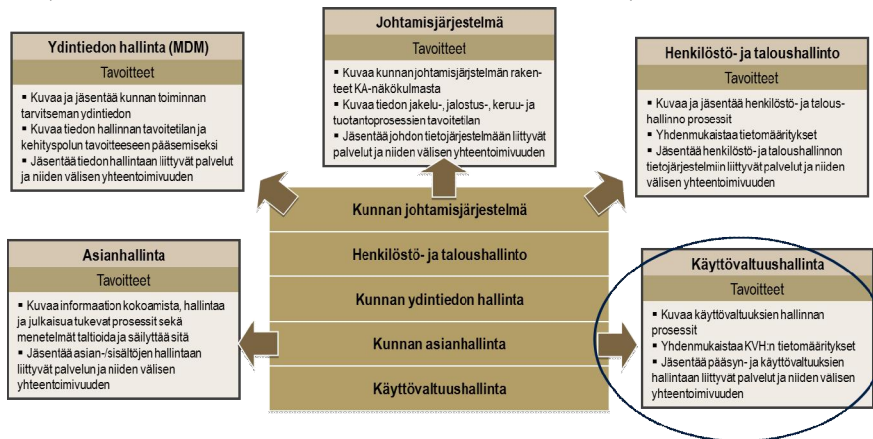 Johtamisjärjestelmä
Tavoitteet
▪ Kuvaa kunnan johtamisjärjestelmän raken-
teet KA-näkökulmasta
▪ Kuvaa tiedon jakelu-, jalostus-, keruu- ja
tuotantoprosessien tavoitetilan
▪ Jäsentää johdon tietojärjestelmään liittyvät
palvelut ja niiden välisen yhteentoimivuuden
Ydintiedon hallinta (MDM)
Tavoitteet
▪ Kuvaa ja jäsentää kunnan toiminnan
tarvitseman ydintiedon
▪ Kuvaa tiedon hallinnan tavoitetilan ja
kehityspolun tavoitteeseen pääsemiseksi
▪ Jäsentää tiedon hallintaan liittyvät palvelut
ja niiden välisen yhteentoimivuuden
Henkilöstö- ja taloushallinto
Tavoitteet
▪ Kuvaa ja jäsentää henkilöstö- ja talous-
hallinno prosessit
▪ Yhdenmukaistaa tietomääritykset
▪ Jäsentää henkilöstö- ja taloushallinnon
tietojärjestelmiin liittyvät palvelut ja niiden
välisen yhteentoimivuuden
Kunnan johtamisjärjestelmä
Henkilöstö- ja taloushallinto
Kunnan ydintiedon hallinta
Kunnan asianhallinta
Käyttövaltuushallinta
Asianhallinta
Tavoitteet
▪ Kuvaa informaation kokoamista, hallintaa
ja julkaisua tukevat prosessit sekä
menetelmät taltioida ja säilyttää sitä
▪ Jäsentää asian-/sisältöjen hallintaan
liittyvät palvelun ja niiden välisen
yhteentoimivuuden
Käyttövaltuushallinta
Tavoitteet
▪ Kuvaa käyttövaltuuksien hallinnan
prosessit
▪ Yhdenmukaistaa KVH:n tietomääritykset
▪ Jäsentää pääsyn- ja käyttövaltuuksien
hallintaan liittyvät palvelut ja niiden välisen
yhteentoimivuuden